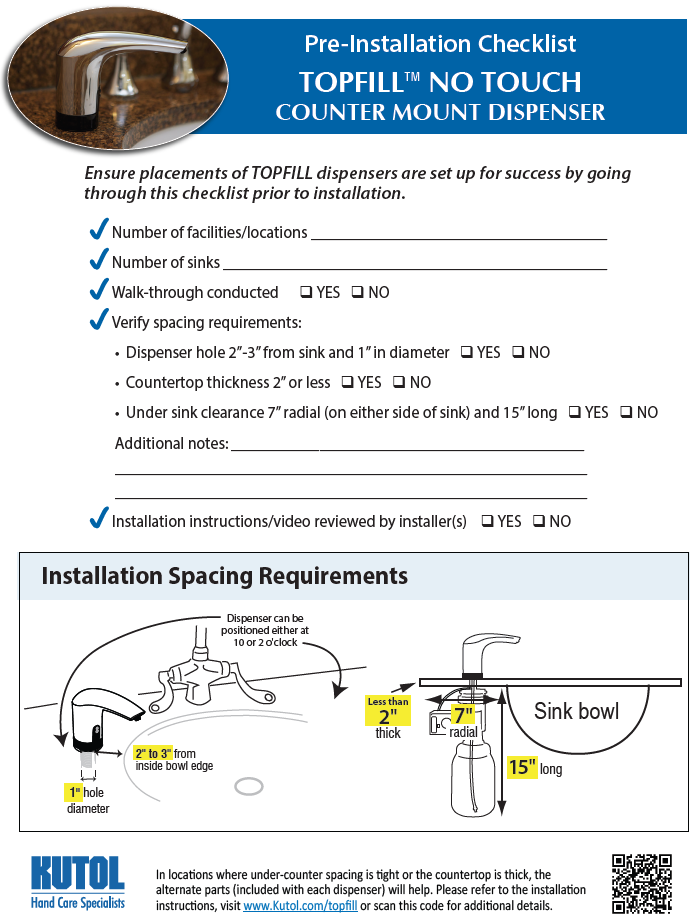 Pre-Installation Checklist
TOPFILL™ NO TOUCH
COUNTER MOUNT DISPENSER
Ensure placements of TOPFILL dispensers are set up for success by going
through this checklist prior to installation.
Number of facilities/locations
Number of sinks
Walk-through conducted YES NO
Verify spacing requirements:
• Dispenser hole 2”-3” from sink and 1” in diameter YES NO
• Countertop thickness 2” or less YES NO
• Under sink clearance 7” radial (on either side of sink) and 15” long YES NO
Additional notes:
Installation instructions/video reviewed by installer(s) YES NO
Installation Spacing Requirements
Dispenser can be
positioned either at
10 or 2 o'clock
2" to 3" from
inside bowl edge
1" hole
diameter
Less than
2"
thick
7"
radial
Sink bowl
15" long
KUTOL
Hand Care Specialists
In locations where under-counter spacing is tight or the countertop is thick, the
alternate parts (included with each dispenser) will help. Please refer to the installation
instructions, visit www.Kutol.com/topfill or scan this code for additional details.